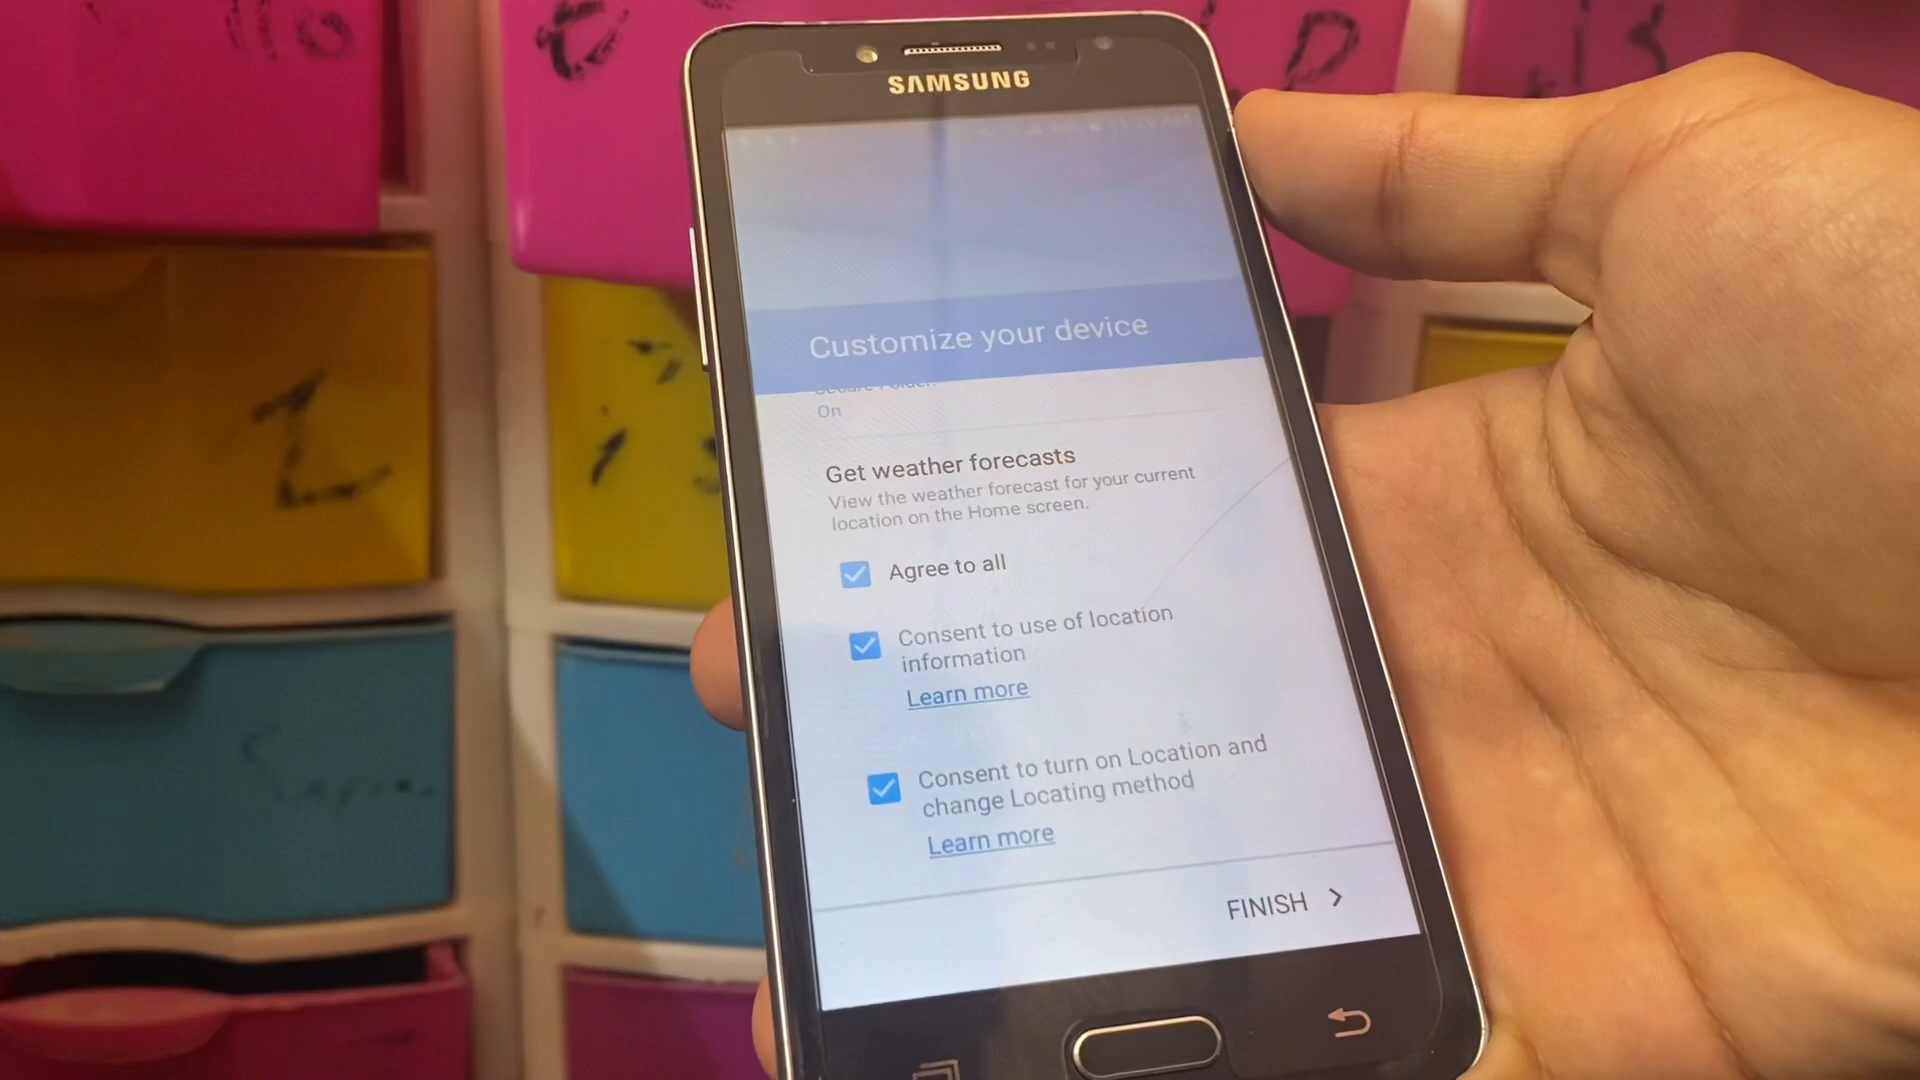 SAMSUNG
Customize your device
On
Get weather forecasts
View the weather forecast for your current
location on the Home screen.
Agree to all
Consent to use of location
information
Learn more
Consent to turn on Location and
change Locating method
Learn more
FINISH